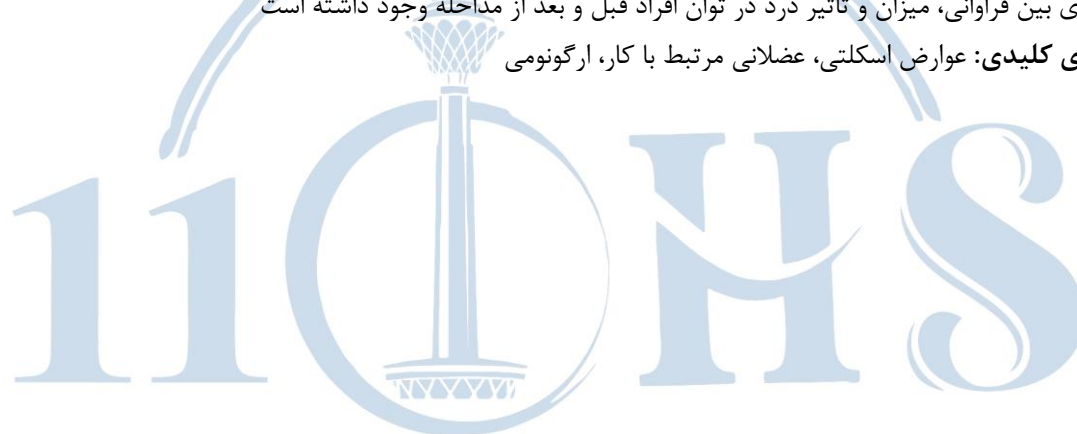 ی بین فراوانی، میزان و تاثیر درد در توان افراد قبل و بعد از مداخله وجود داشته است
ی کلیدی: عوارض اسکلتی، عضلانی مرتبط با کار، ارگونومی
11OHS